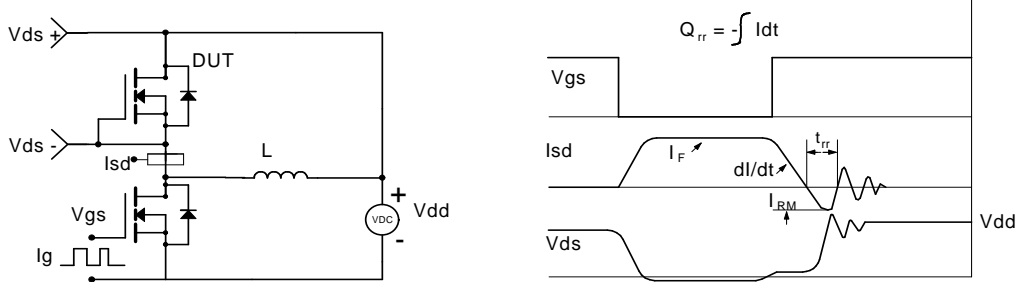 Vds +
DUT
Vds -
Isd
L
Vgs
Ig
+
VDC
-
Vdd
Q rr = -∫ Idt
Vgs
Isd
I F
dI/dt
t rr
I RM
Vdd
Vds